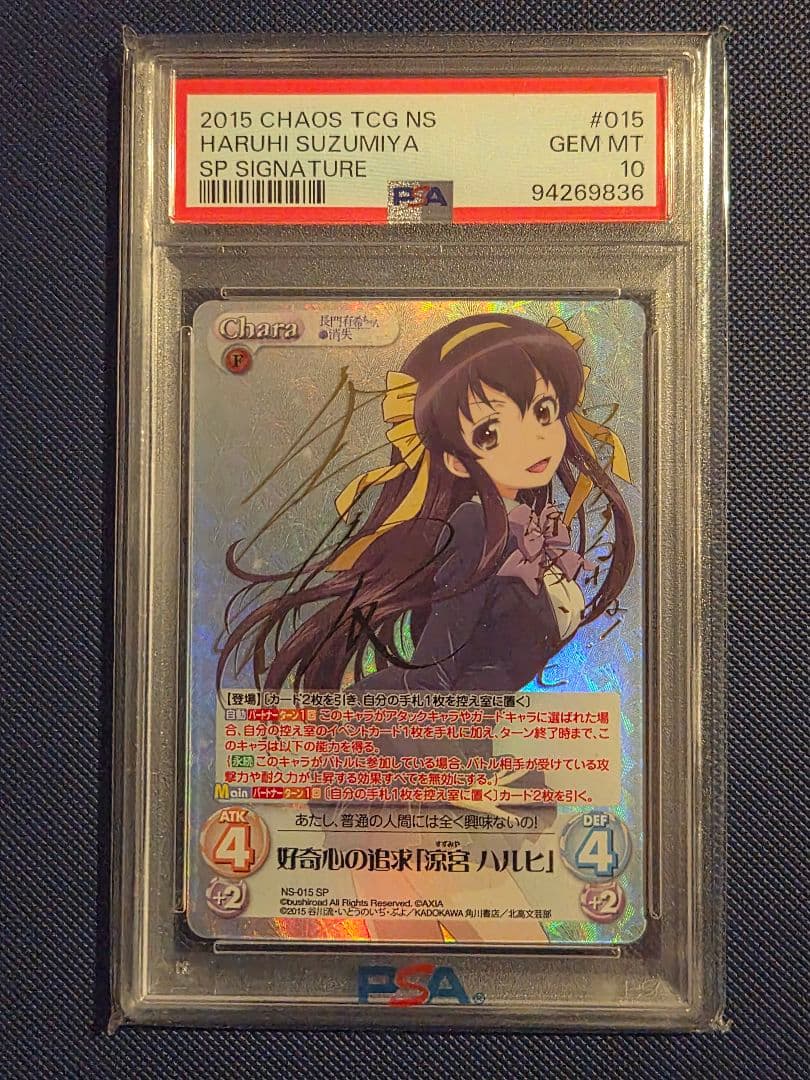 2015 CHAOS TCG NS #015
HARUHI SUZUMIYA GEM MT
SP SIGNATURE 10
PSA 94269836
Chara 長門有希ちゃんの消失
F
【登場】〔カード2枚を引き、自分の手札1枚を控え室に置く〕
自動 パートナー ターン1 このキャラがアタックキャラやガードキャラに選ばれた場
合、自分の控え室のイベントカード1枚を手札に加え、ターン終了時まで、こ
のキャラは以下の能力を得る。
(永続 このキャラがバトルに参加している場合、バトル相手が受けている攻
撃力や耐久力が上昇する効果すべてを無効にする。)
Main パートナー ターン1 〔自分の手札1枚を控え室に置く〕カード2枚を引く。
あたし、普通の人間には全く興味ないの!
ATK 4 +2
DEF 4 +2
すずみや
好奇心の追求「涼宮 ハルヒ」
NS-015 SP
©bushiroad All Rights Reserved. ©AXIA
©2015 谷川流・いとうのいぢ・ぷよ/KADOKAWA 角川書店/北高文芸部
PSA®